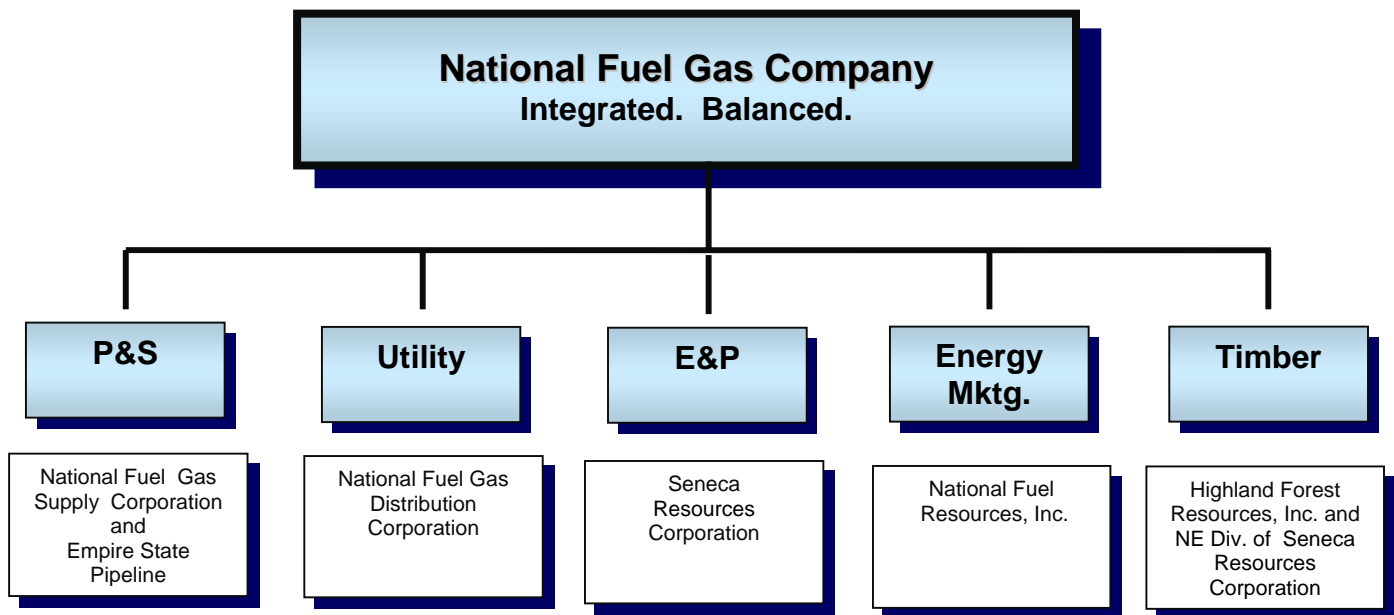 National Fuel Gas Company
Integrated. Balanced.
P&S
Utility
E&P
Energy
Mktg.
Timber
National Fuel Gas
Supply Corporation
and
Empire State
Pipeline
National Fuel Gas
Distribution
Corporation
Seneca
Resources
Corporation
National Fuel
Resources, Inc.
Highland Forest
Resources, Inc. and
NE Div. of Seneca
Resources
Corporation